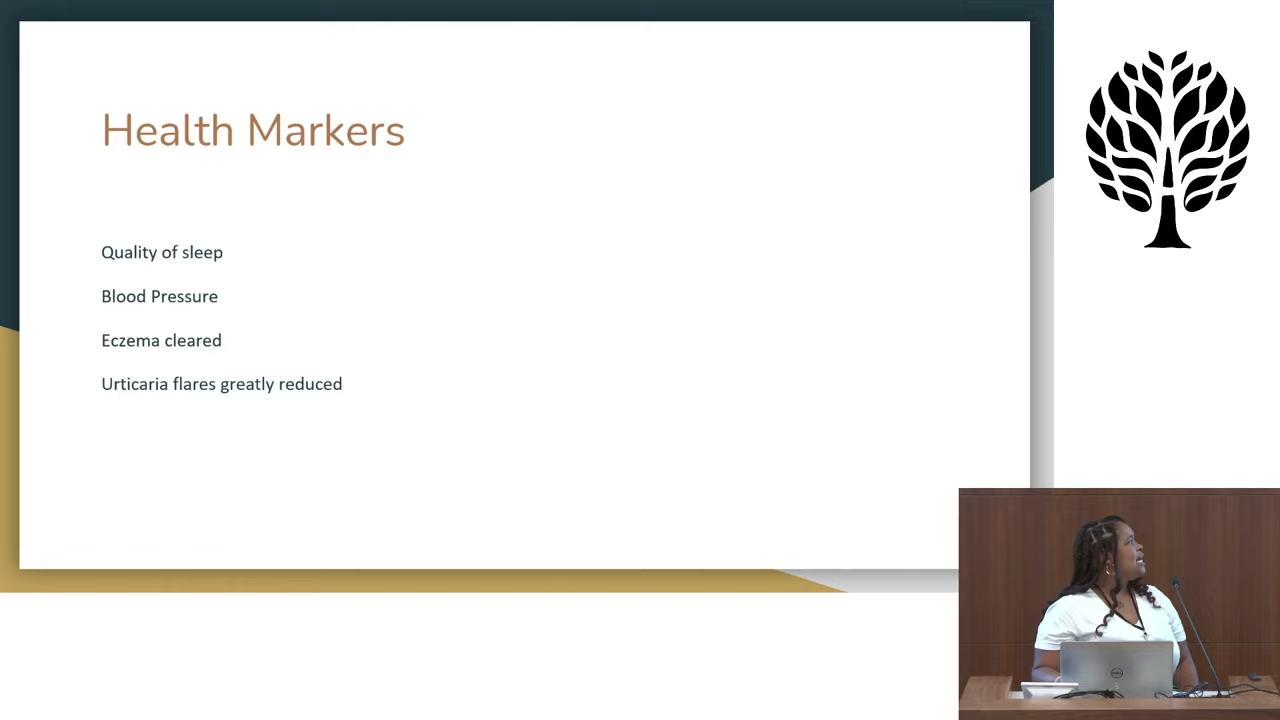 Health Markers
Quality of sleep
Blood Pressure
Eczema cleared
Urticaria flares greatly reduced